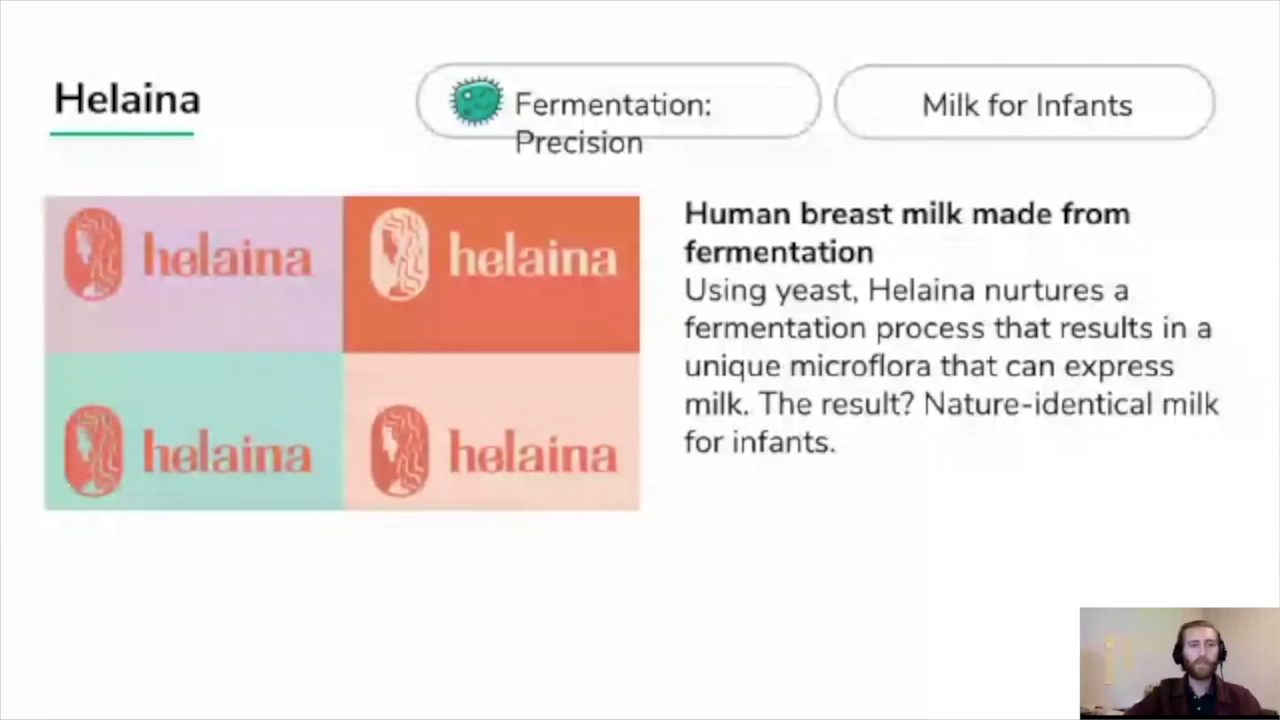 Helaina
Fermentation:
Precision
Milk for Infants
helaina
helaina
helaina
helaina
Human breast milk made from
fermentation
Using yeast, Helaina nurtures a
fermentation process that results in a
unique microflora that can express
milk. The result? Nature-identical milk
for infants.